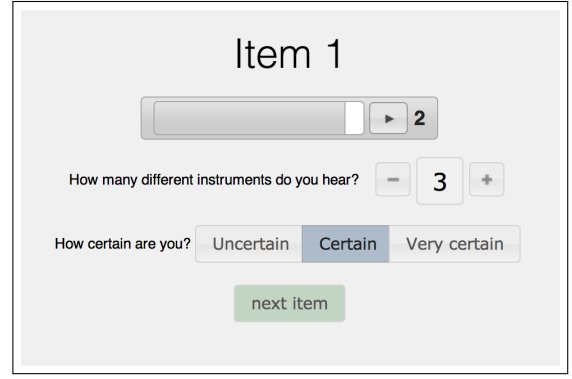 Item 1
2
How many different instruments do you hear? − 3 +
How certain are you? Uncertain Certain Very certain
next item